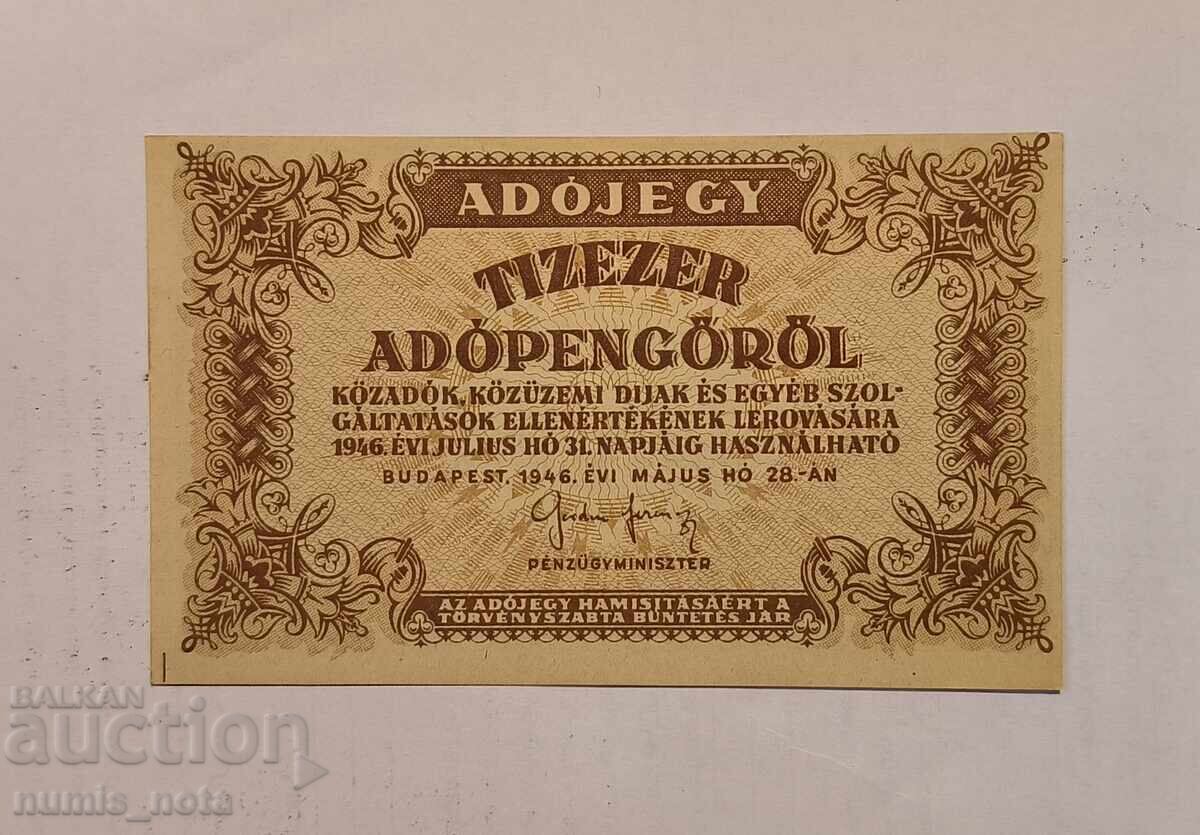 ADÓJEGY
TIZEZER
ADÓPENGŐRŐL
KÖZADÓK, KÖZÜZEMI DIJAK ÉS EGYÉB SZOL-
GÁLTATÁSOK ELLENÉRTÉKÉNEK LEROVÁSÁRA
1946. ÉVI JULIUS HÓ 31. NAPJÁIG HASZNÁLHATÓ
BUDAPEST, 1946. ÉVI MÁJUS HÓ 28.-ÁN
PÉNZÜGYMINISZTER
AZ ADÓJEGY HAMISITÁSÁÉRT A
TÖRVÉNYSZABTA BÜNTETÉS JÁR
BALKAN
auction
numis_nota